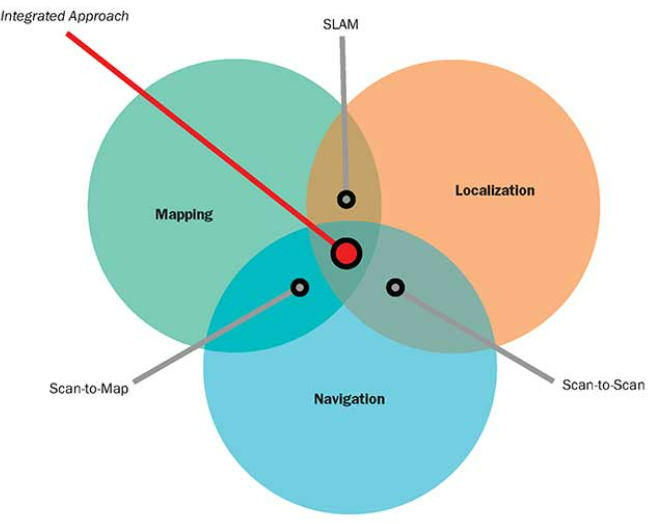 Integrated Approach
SLAM
Mapping
Localization
Scan-to-Map
Scan-to-Scan
Navigation